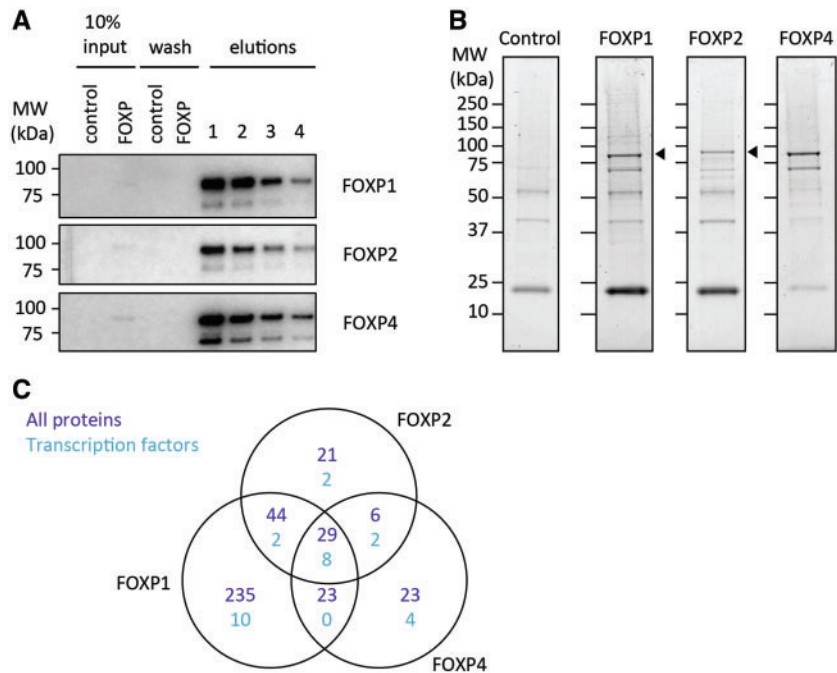 A
10%
input
wash
elutions
MW
(kDa)
control
FOXP
control
FOXP
1 2 3 4
100
75
FOXP1
100
75
FOXP2
100
75
FOXP4
B
MW
(kDa)
Control
FOXP1
FOXP2
FOXP4
250
150
100
75
50
37
25
10
C
All proteins
Transcription factors
FOXP2
21
2
44
2
6
2
29
8
FOXP1
235
10
23
0
23
4
FOXP4